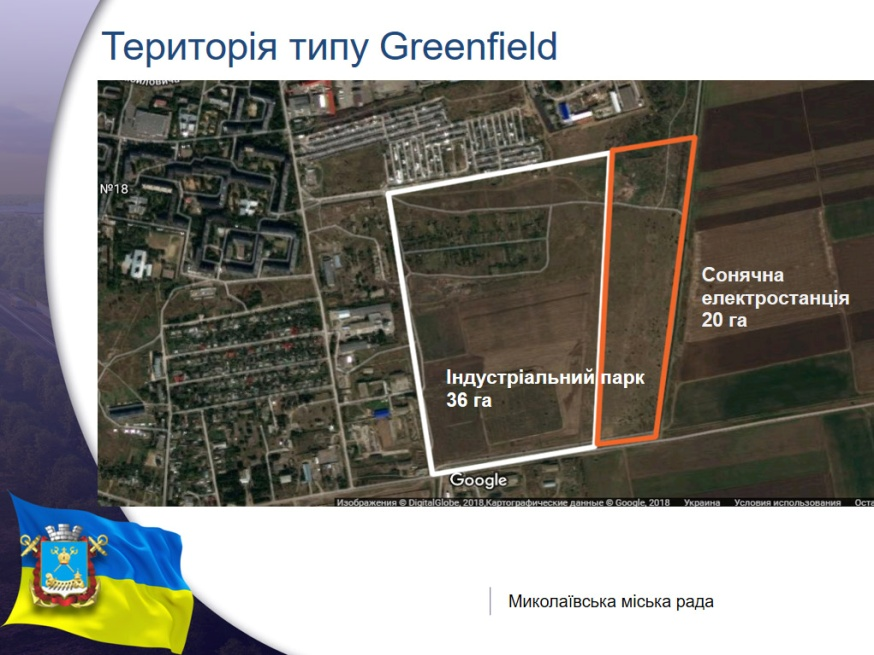 Територія типу Greenfield
№18
Сонячна
електростанція
20 га
Індустріальний парк
36 га
Google
Изображения © DigitalGlobe, 2018,Картографические данные © Google, 2018 Украина Условия использования
Миколаївська міська рада